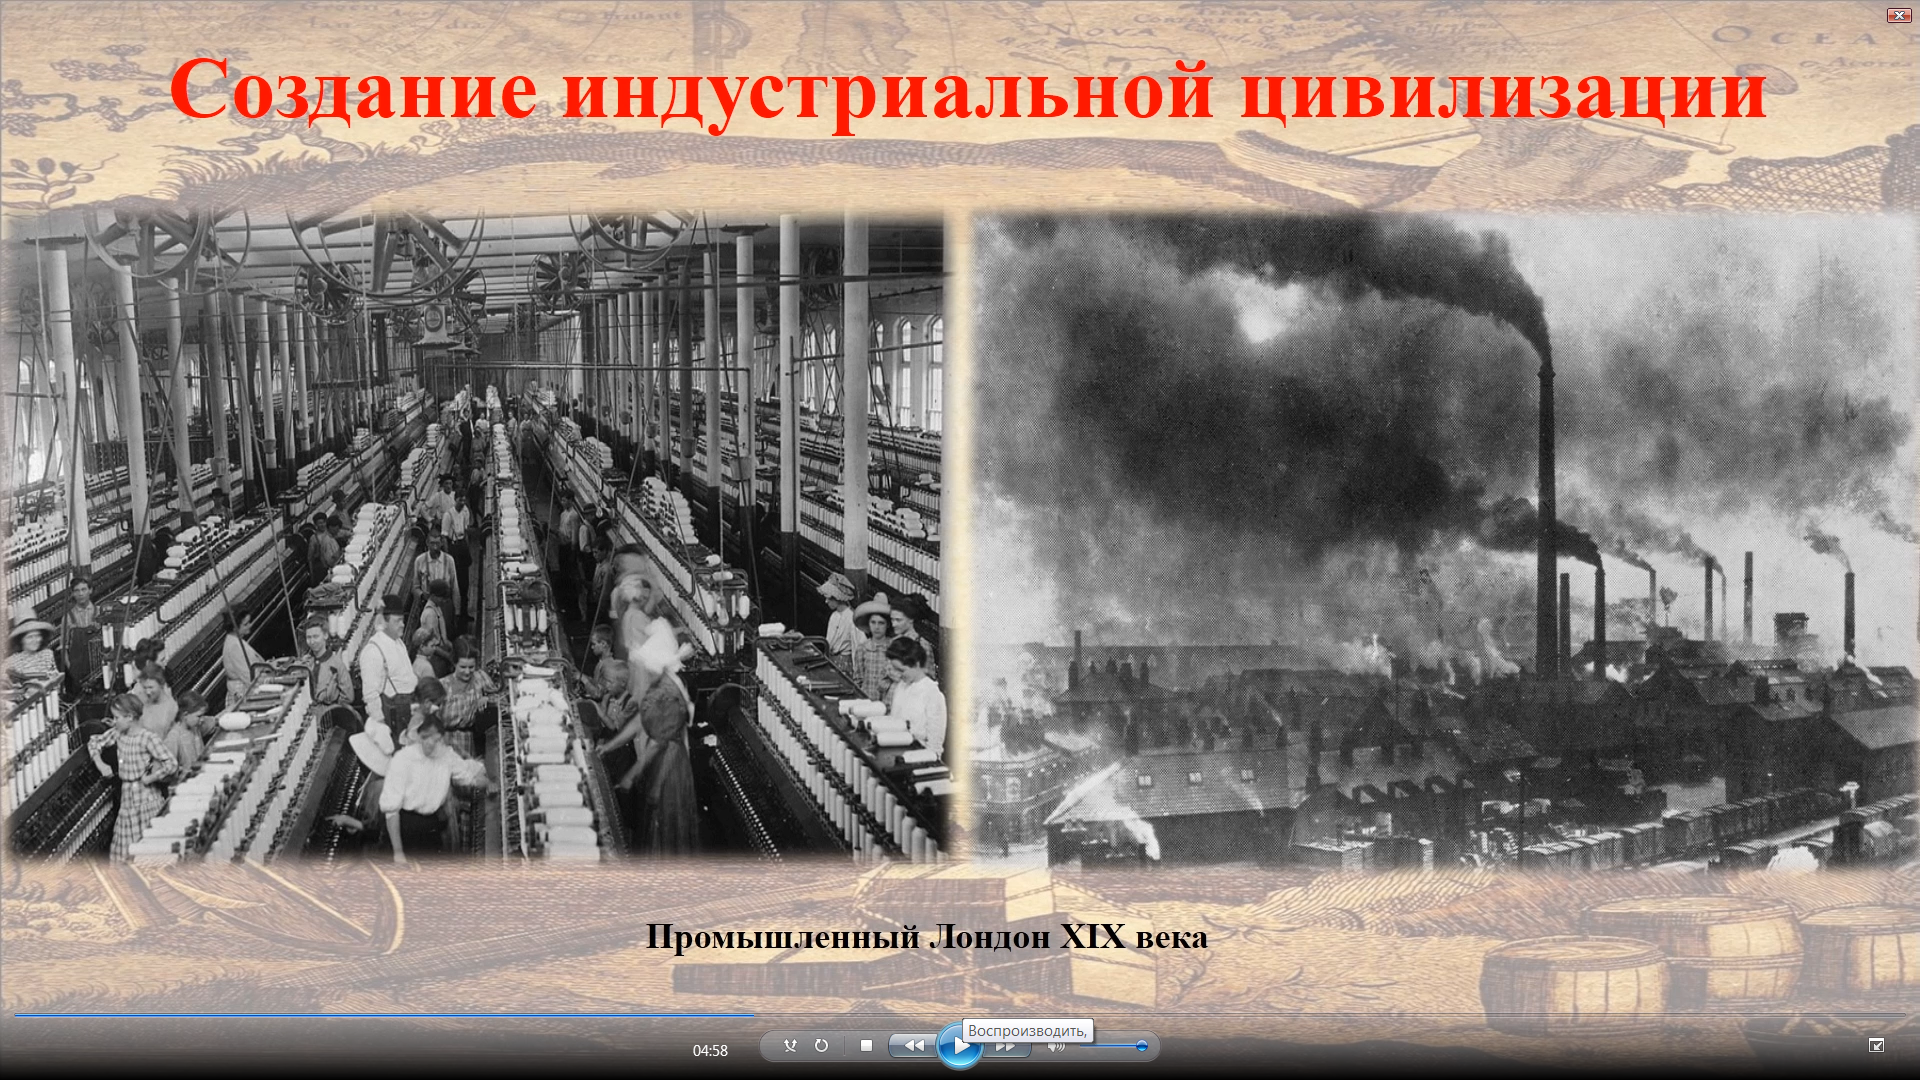 Создание индустриальной цивилизации
Промышленный Лондон XIX века
Воспроизводить,
04:58